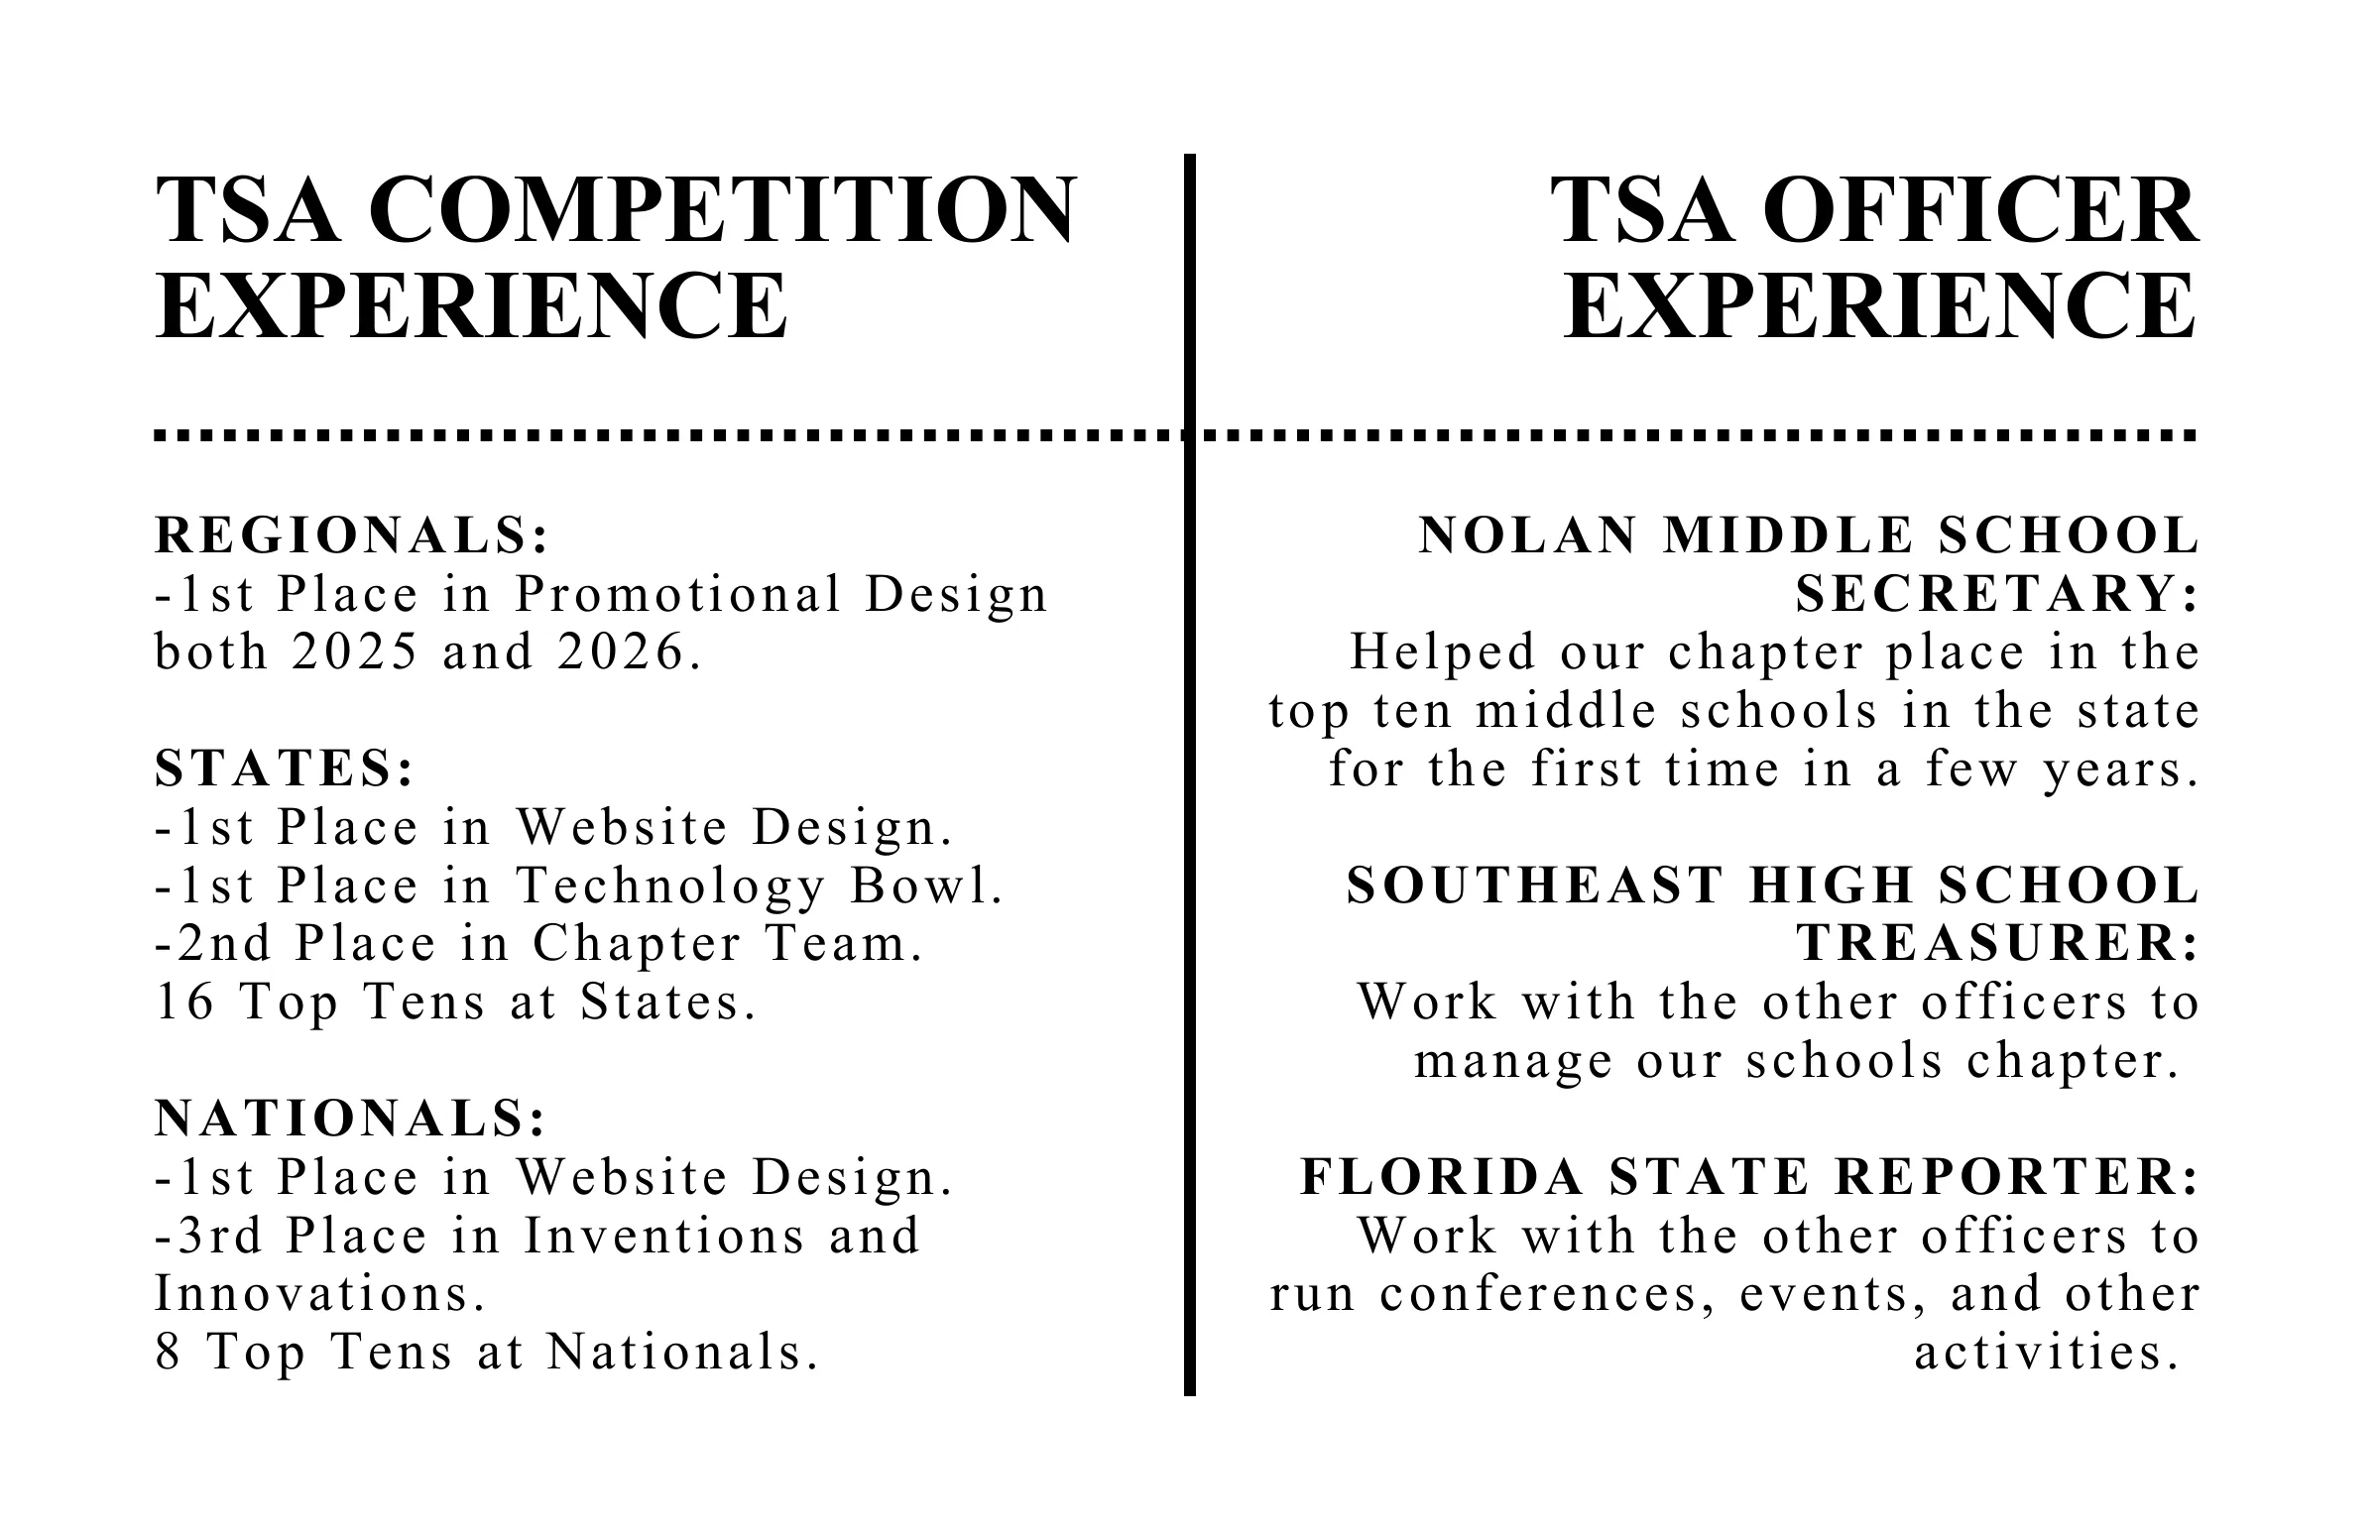 TSA COMPETITION
EXPERIENCE
REGIONALS:
-1st Place in Promotional Design
both 2025 and 2026.
STATES:
-1st Place in Website Design.
-1st Place in Technology Bowl.
-2nd Place in Chapter Team.
16 Top Tens at States.
NATIONALS:
-1st Place in Website Design.
-3rd Place in Inventions and
Innovations.
8 Top Tens at Nationals.
TSA OFFICER
EXPERIENCE
NOLAN MIDDLE SCHOOL
SECRETARY:
Helped our chapter place in the
top ten middle schools in the state
for the first time in a few years.
SOUTHEAST HIGH SCHOOL
TREASURER:
Work with the other officers to
manage our schools chapter.
FLORIDA STATE REPORTER:
Work with the other officers to
run conferences, events, and other
activities.